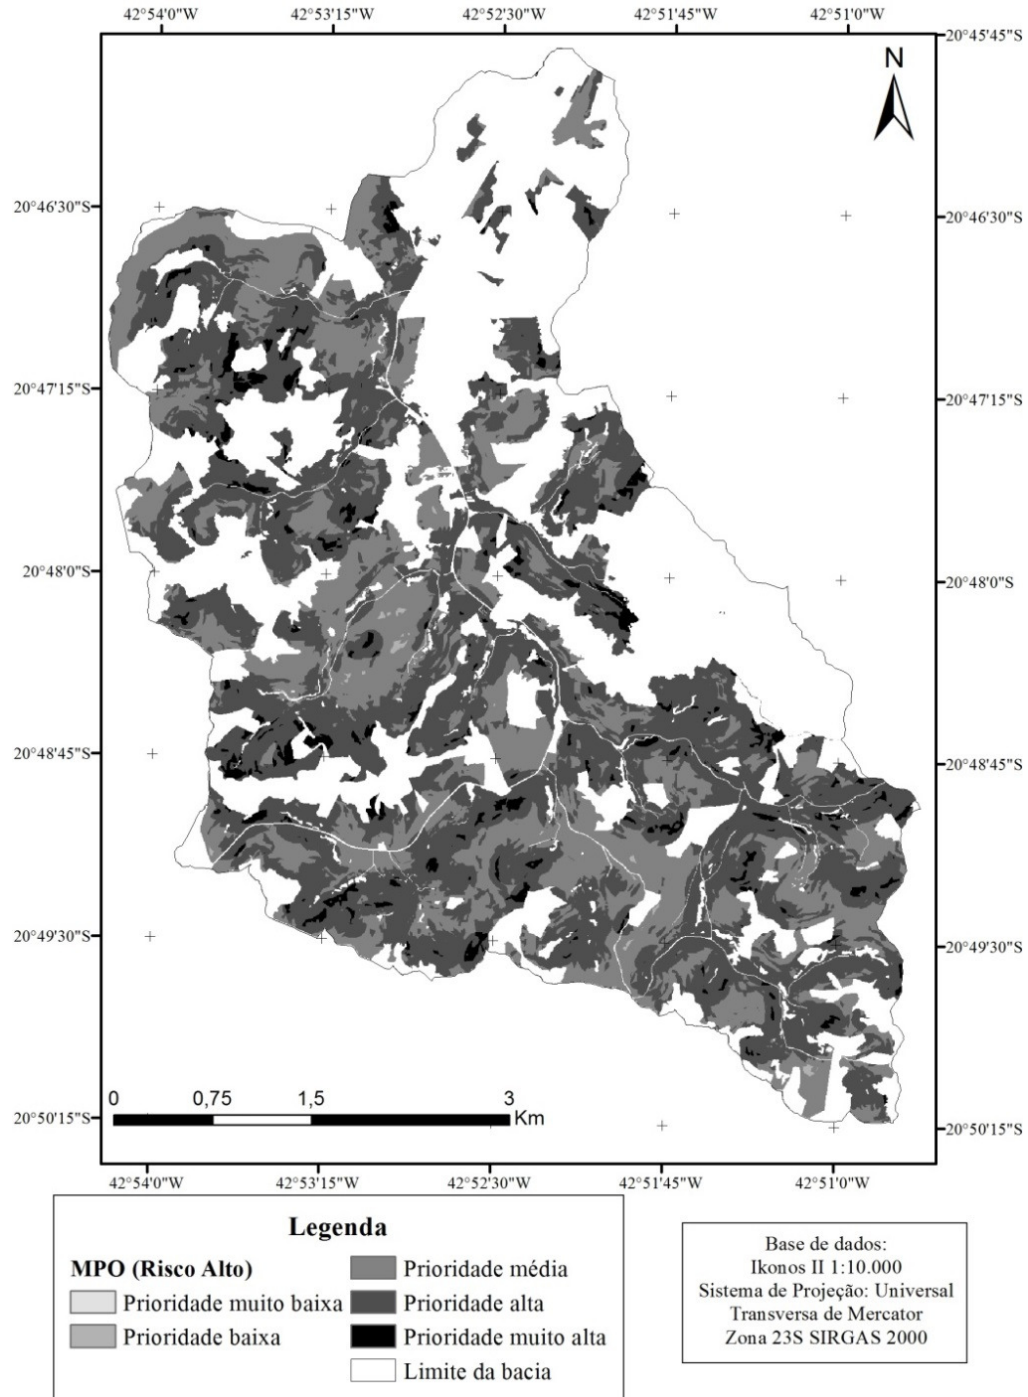 42°54'0"W 42°53'15"W 42°52'30"W 42°51'45"W 42°51'0"W
20°45'45"S
N
20°46'30"S 20°46'30"S
20°47'15"S 20°47'15"S
20°48'0"S 20°48'0"S
20°48'45"S 20°48'45"S
20°49'30"S 20°49'30"S
0 0,75 1,5 3
Km
20°50'15"S 20°50'15"S
42°54'0"W 42°53'15"W 42°52'30"W 42°51'45"W 42°51'0"W
Legenda
MPO (Risco Alto)
Prioridade muito baixa
Prioridade baixa
Prioridade média
Prioridade alta
Prioridade muito alta
Limite da bacia
Base de dados:
Ikonos II 1:10.000
Sistema de Projeção: Universal
Transversa de Mercator
Zona 23S SIRGAS 2000